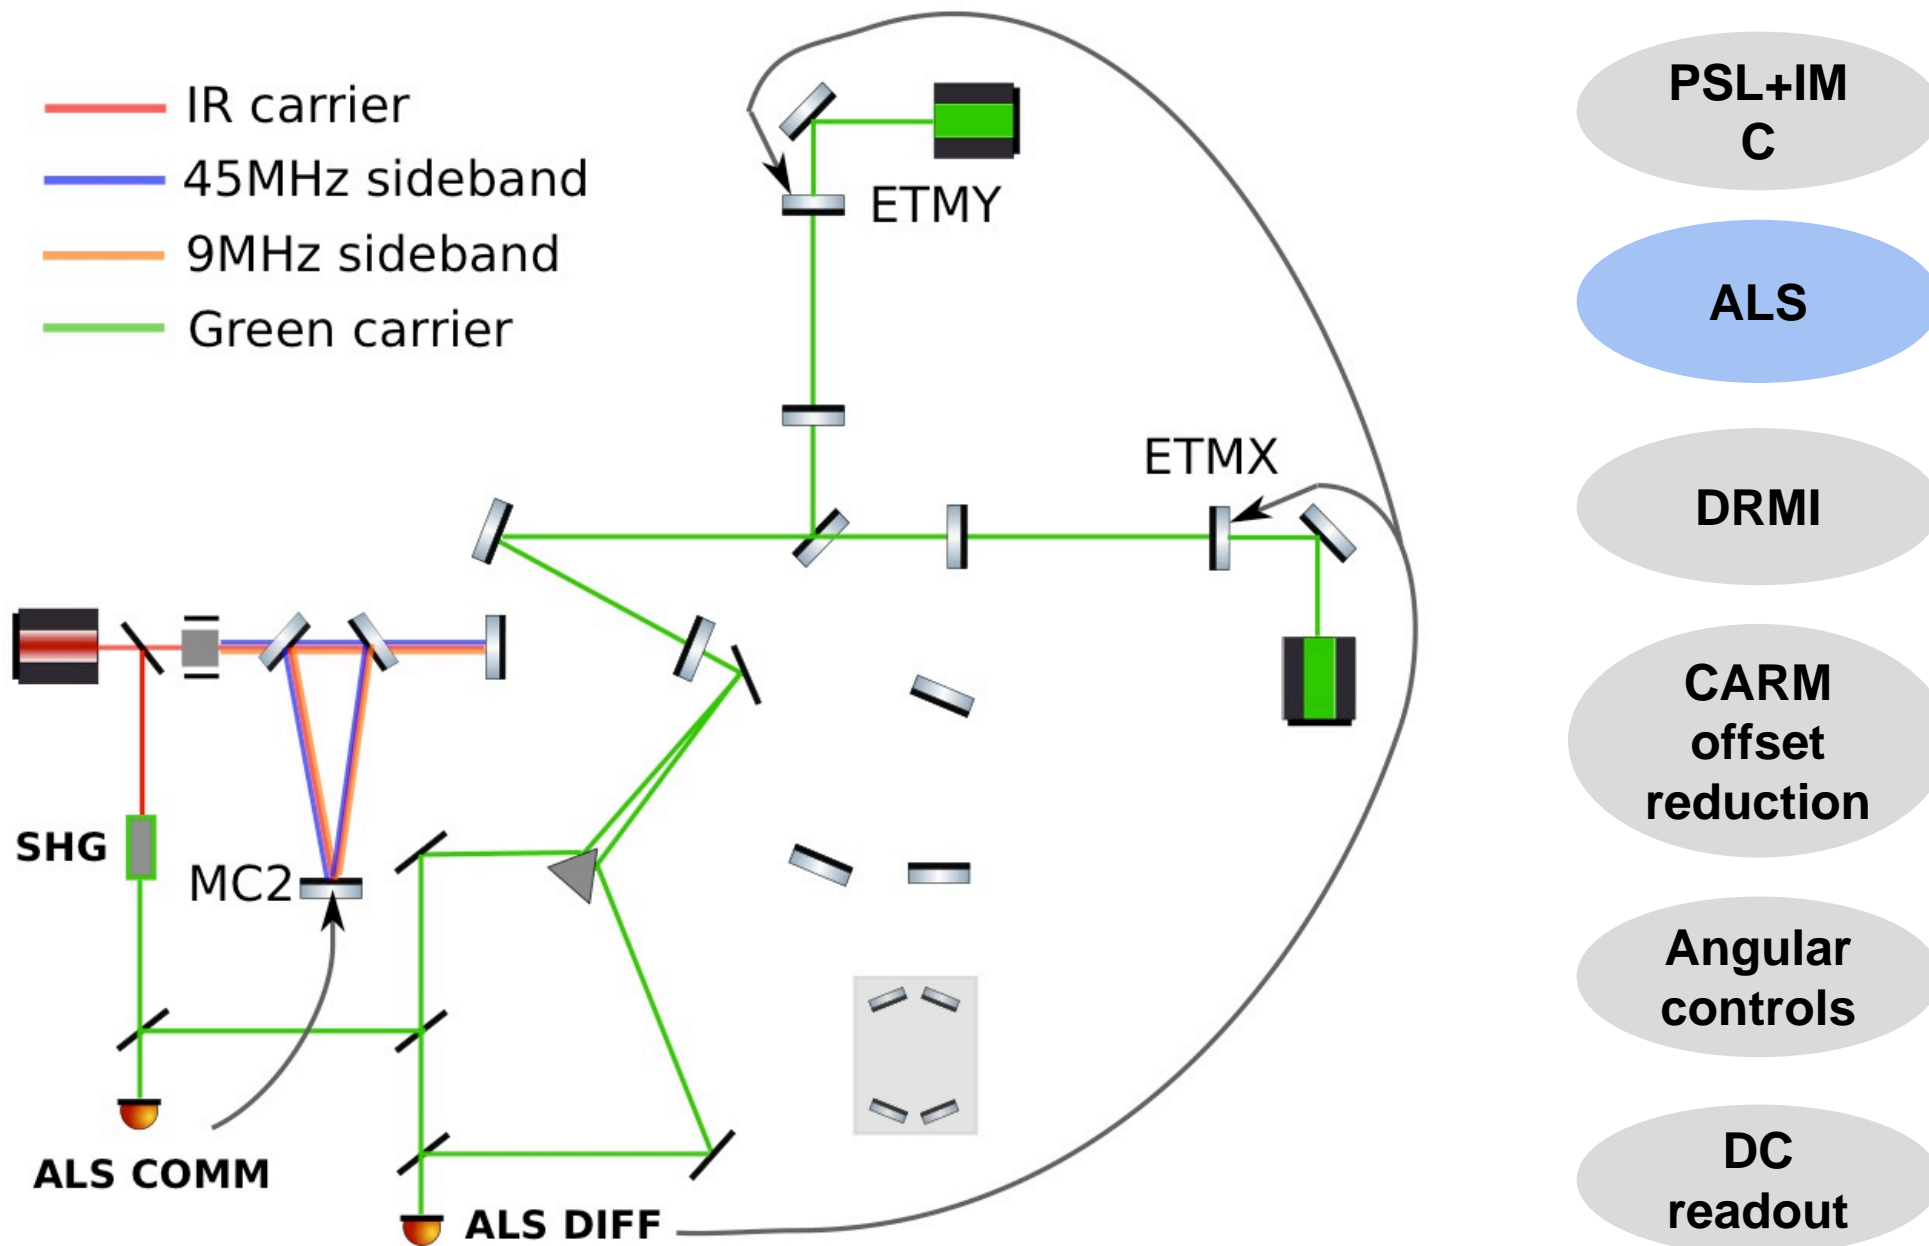 IR carrier
45MHz sideband
9MHz sideband
Green carrier
ETMY
ETMX
SHG
MC2
ALS COMM
ALS DIFF
PSL+IM
C
ALS
DRMI
CARM
offset
reduction
Angular
controls
DC
readout